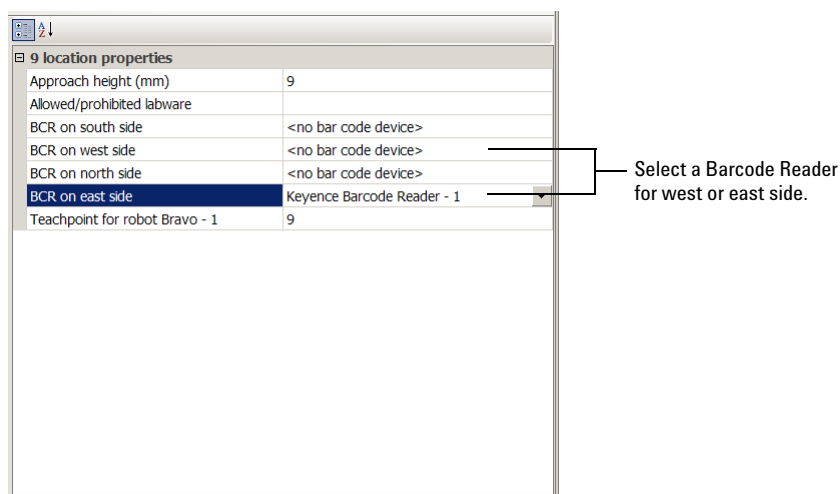 A
Z
9 location properties
Approach height (mm) 9
Allowed/prohibited labware
BCR on south side <no bar code device>
BCR on west side <no bar code device>
BCR on north side <no bar code device>
BCR on east side Keyence Barcode Reader - 1
Teachpoint for robot Bravo - 1 9
Select a Barcode Reader
for west or east side.